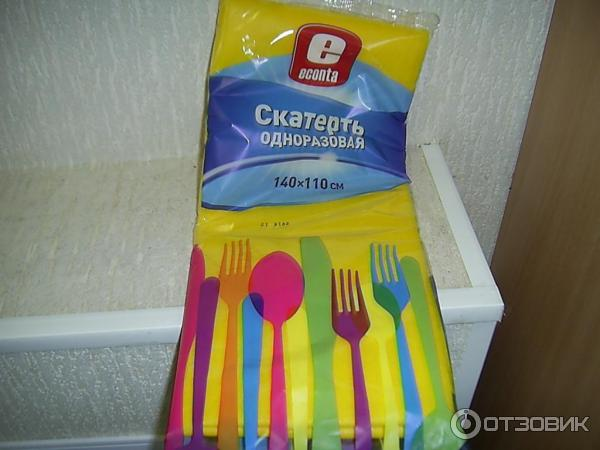 e
econta
Скатерть
ОДНОРАЗОВАЯ
140×110 см
ОТЗОВИК